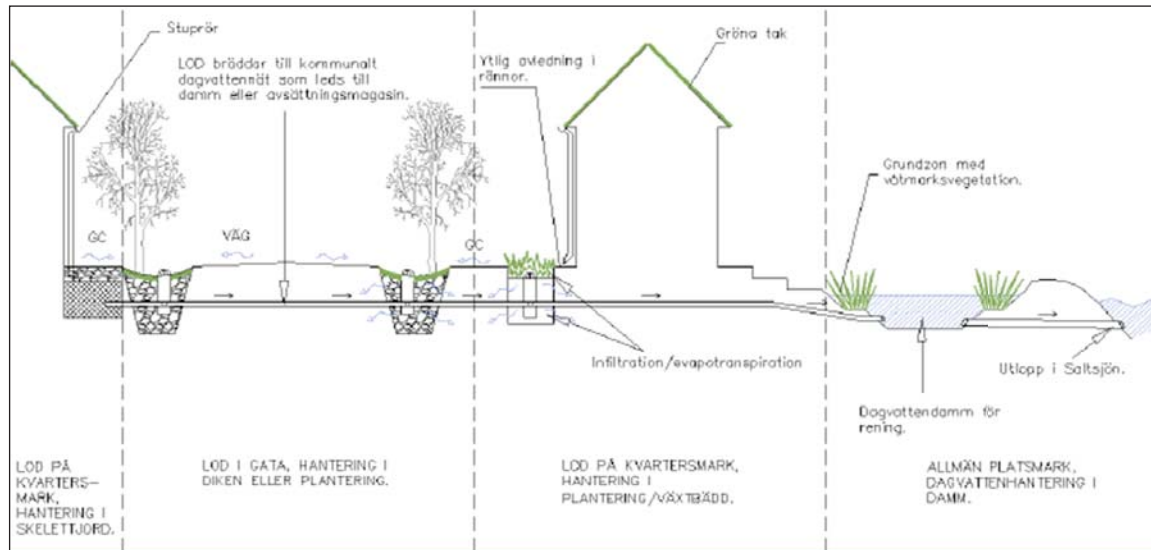 Stuprör
LOD bräddar till kommunalt
dagvattennät som leds till
damm eller avsättningsmagasin.
Ytlig avledning i
rännor.
Gröna tak
Grundzon med
våtmarksvegetation.
GC
VÄG
GC
Infiltration/evapotranspiration
Utlopp i Saltsjön.
Dagvattendamm för
rening.
LOD PÅ
KVARTERS-
MARK,
HANTERING I
SKELETTJORD.
LOD I GATA, HANTERING I
DIKEN ELLER PLANTERING.
LOD PÅ KVARTERSMARK,
HANTERING I
PLANTERING/VÄXTBÄDD.
ALLMÄN PLATSMARK,
DAGVATTENHANTERING I
DAMM.